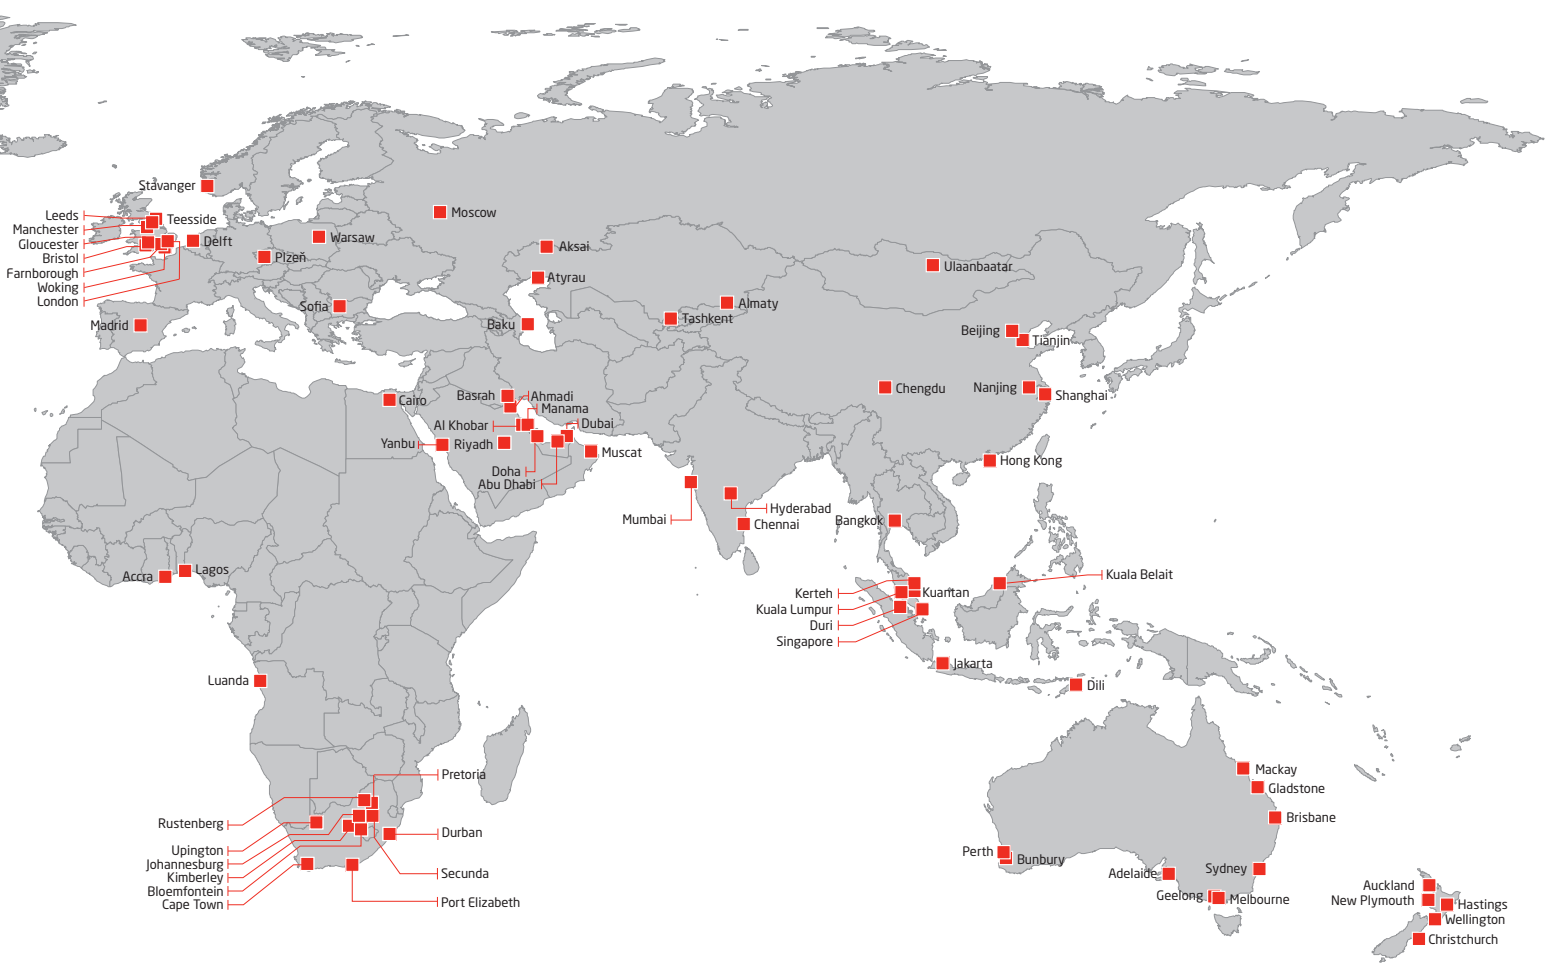 Stavanger
Leeds
Teesside
Manchester
Gloucester
Bristol
Farnborough
Woking
London
Delft
Moscow
Warsaw
Plzeň
Sofia
Madrid
Aksai
Atyrau
Baku
Almaty
Tashkent
Ulaanbaatar
Beijing
Tianjin
Chengdu
Nanjing
Shanghai
Hong Kong
Cairo
Basrah
Ahmadi
Manama
Al Khobar
Dubai
Yanbu
Riyadh
Muscat
Doha
Abu Dhabi
Mumbai
Hyderabad
Chennai
Bangkok
Accra
Lagos
Kuala Belait
Kerteh
Kuantan
Kuala Lumpur
Duri
Singapore
Jakarta
Dili
Luanda
Pretoria
Rustenberg
Upington
Johannesburg
Kimberley
Bloemfontein
Cape Town
Durban
Secunda
Port Elizabeth
Mackay
Gladstone
Brisbane
Perth
Bunbury
Adelaide
Sydney
Geelong
Melbourne
Auckland
New Plymouth
Hastings
Wellington
Christchurch